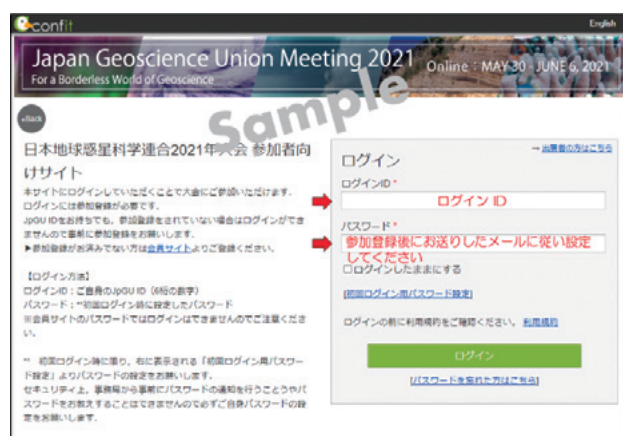 confit
English
Japan Geoscience Union Meeting 2021
Online：MAY 30 - JUNE 6, 2021
For a Borderless World of Geoscience
Sample
«Back
日本地球惑星科学連合2021年大会 参加者向
けサイト
本サイトにログインしていただくことで大会にご参加いただけます。
ログインには参加登録が必要です。
JpGU IDをお持ちでも、参加登録をされていない場合はログインができ
ませんので事前に参加登録をお願いします。
▶参加登録がお済みでない方は会員サイトよりご登録ください。
【ログイン方法】
ログインID：ご自身のJpGU ID（6桁の数字）
パスワード：**初回ログイン時に設定したパスワード
※会員サイトのパスワードではログインはできませんのでご注意くださ
い。
** 初回ログイン時に限り、右に表示される「初回ログイン用パスワー
ド設定」よりパスワードの設定をお願いします。
セキュリティ上、事務局から事前にパスワードの通知を行うことやパ
スワードをお教えすることはできませんので必ずご自身パスワードの設
定をお願いします。
→ 出展者の方はこちら
ログイン
ログインID *
ログイン ID
パスワード *
参加登録後にお送りしたメールに従い設定
してください
□ログインしたままにする
[初回ログイン用パスワード設定]
ログインの前に利用規約をご確認ください。 利用規約
ログイン
[パスワードを忘れた方はこちら]